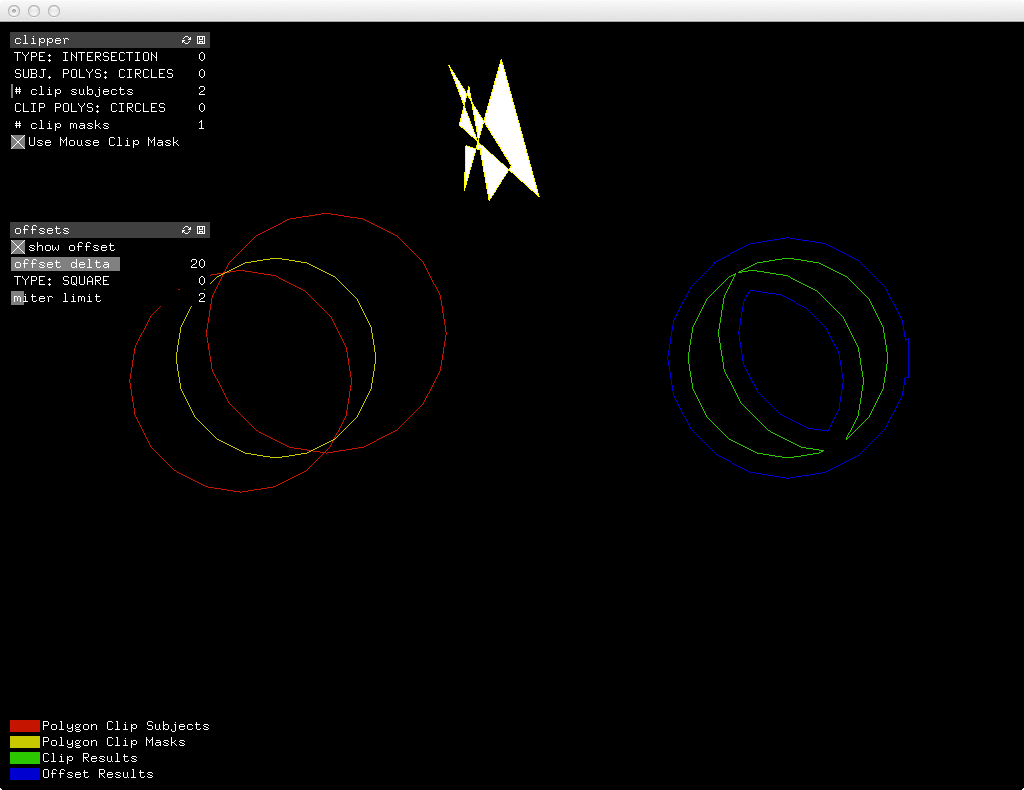 clipper
TYPE: INTERSECTION 0
SUBJ. POLYS: CIRCLES 0
# clip subjects 2
CLIP POLYS: CIRCLES 0
# clip masks 1
Use Mouse Clip Mask
offsets
show offset
offset delta 20
TYPE: SQUARE 0
miter limit 2
Polygon Clip Subjects
Polygon Clip Masks
Clip Results
Offset Results